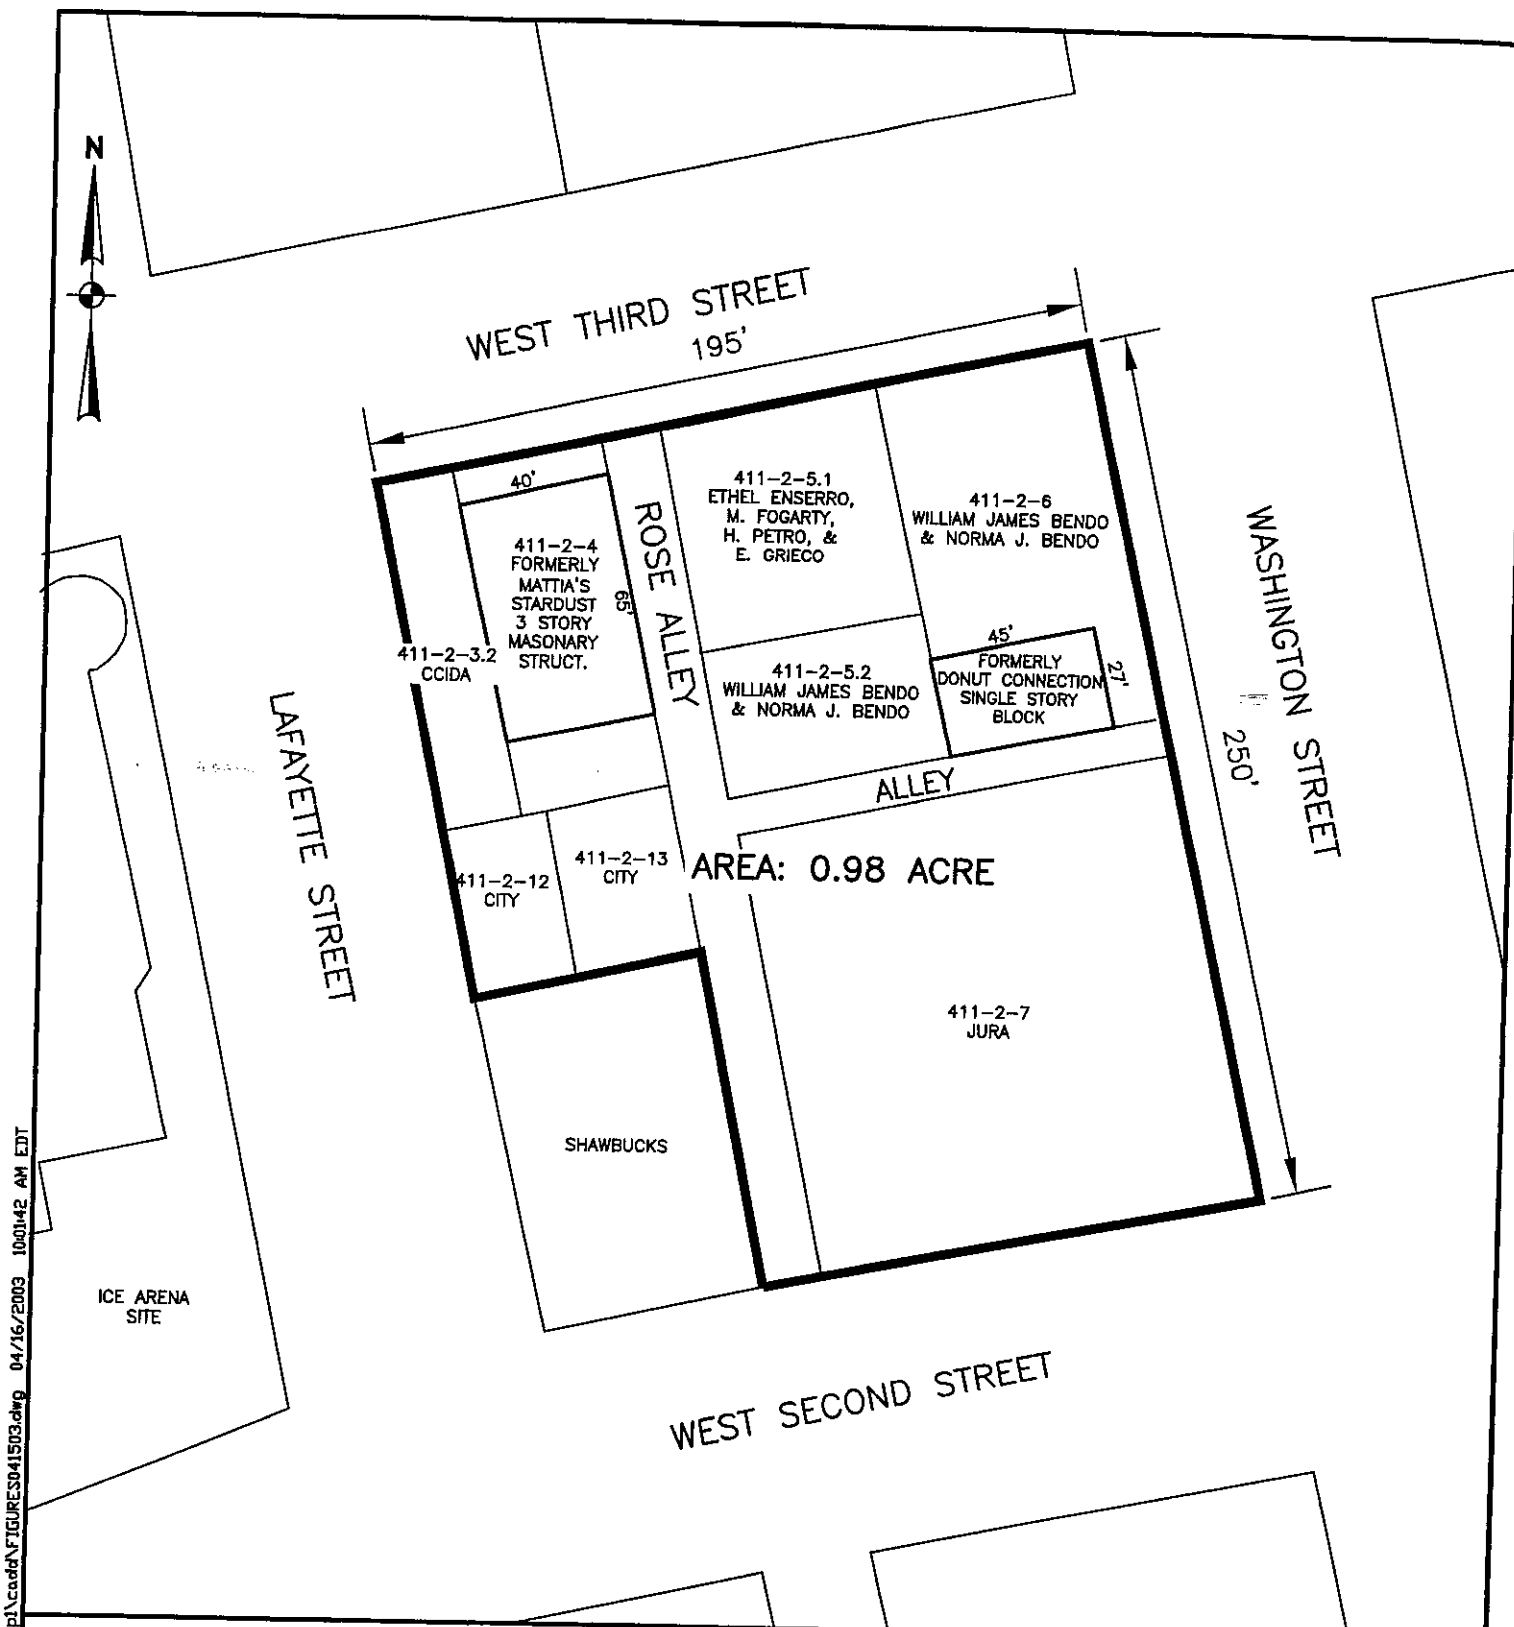 N
WEST THIRD STREET
195'
40'
411-2-4
FORMERLY
MATTIA'S
STARDUST
3 STORY
MASONARY
STRUCT.
65'
ROSE ALLEY
411-2-5.1
ETHEL ENSERRO,
M. FOGARTY,
H. PETRO, &
E. GRIECO
411-2-6
WILLIAM JAMES BENDO
& NORMA J. BENDO
WASHINGTON STREET
250'
411-2-3.2
CCIDA
411-2-5.2
WILLIAM JAMES BENDO
& NORMA J. BENDO
45'
27'
FORMERLY
DONUT CONNECTION
SINGLE STORY
BLOCK
LAFAYETTE STREET
ALLEY
411-2-12
CITY
411-2-13
CITY
AREA: 0.98 ACRE
411-2-7
JURA
SHAWBUCKS
ICE ARENA
SITE
WEST SECOND STREET
p1\cadd\FIGURES041503.dwg 04/16/2003 10:01:42 AM EDT